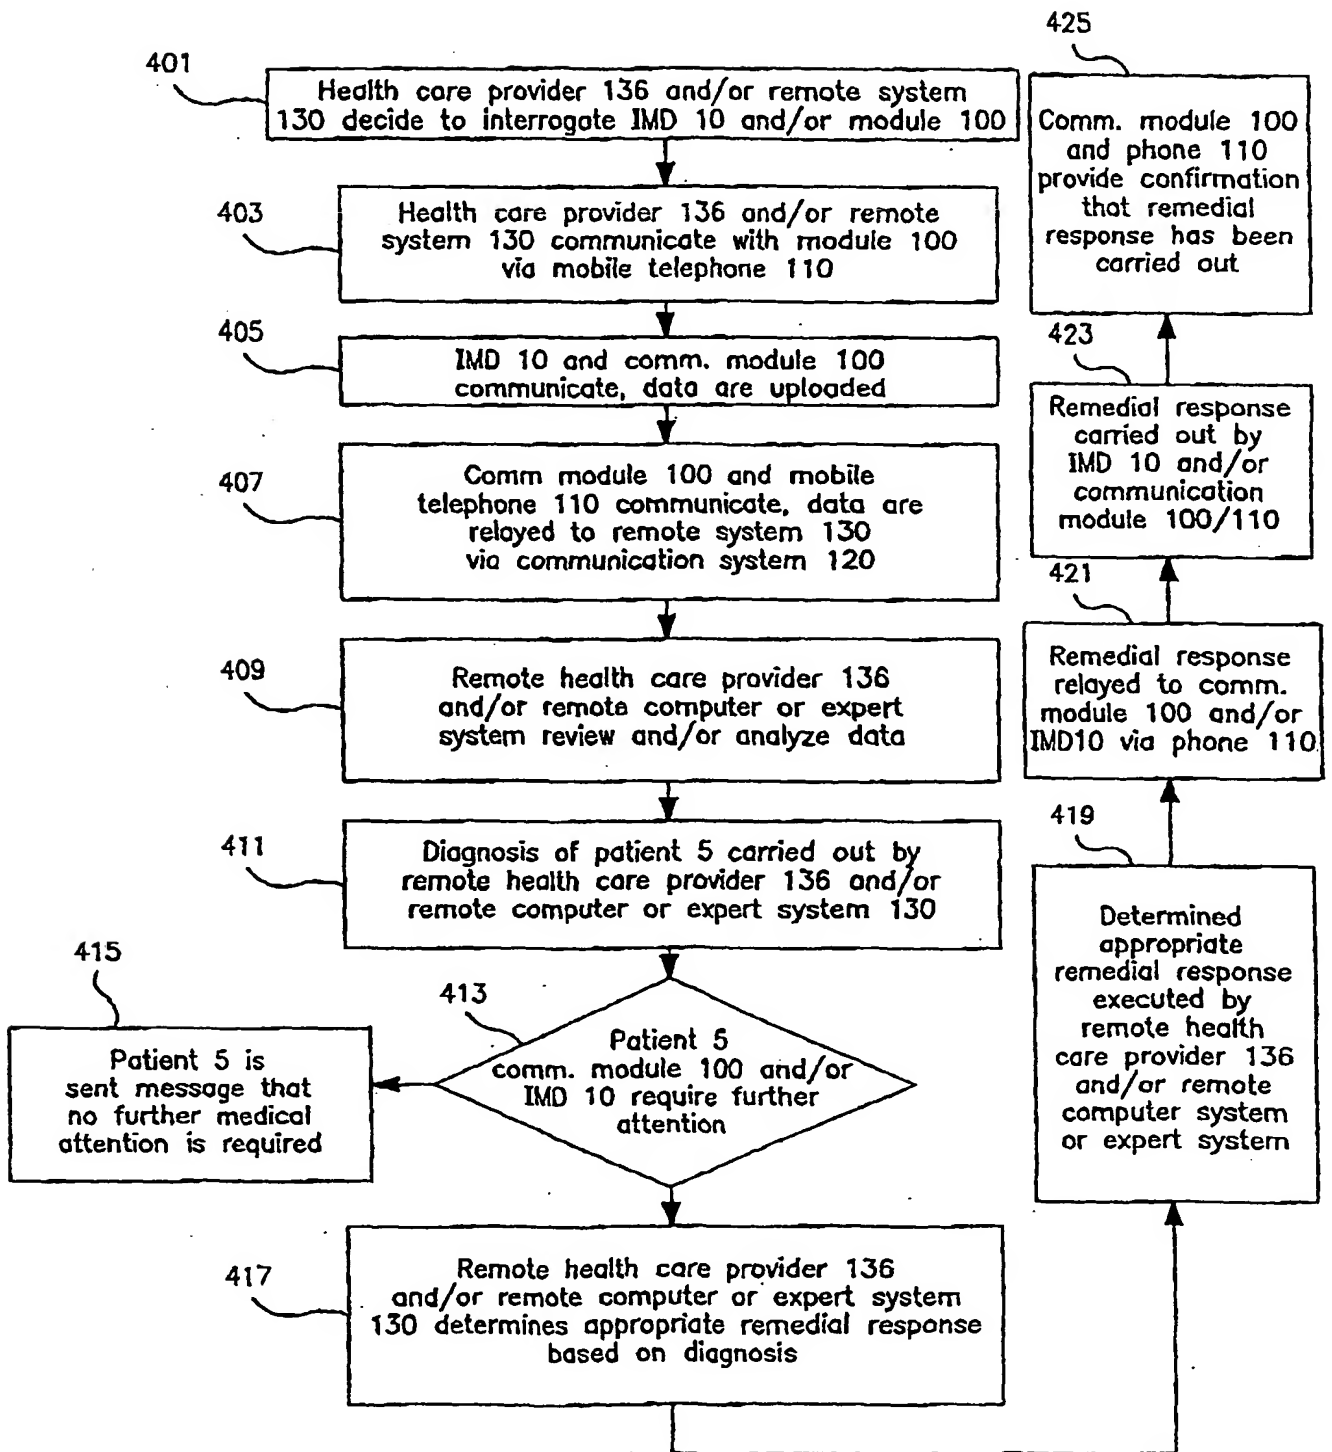 401
Health care provider 136 and/or remote system
130 decide to interrogate IMD 10 and/or module 100
403
Health care provider 136 and/or remote
system 130 communicate with module 100
via mobile telephone 110
405
IMD 10 and comm. module 100
communicate, data are uploaded
407
Comm module 100 and mobile
telephone 110 communicate, data are
relayed to remote system 130
via communication system 120
409
Remote health care provider 136
and/or remote computer or expert
system review and/or analyze data
411
Diagnosis of patient 5 carried out by
remote health care provider 136 and/or
remote computer or expert system 130
413
Patient 5
comm. module 100 and/or
IMD 10 require further
attention
415
Patient 5 is
sent message that
no further medical
attention is required
417
Remote health care provider 136
and/or remote computer or expert system
130 determines appropriate remedial response
based on diagnosis
419
Determined
appropriate
remedial response
executed by
remote health
care provider 136
and/or remote
computer system
or expert system
421
Remedial response
relayed to comm.
module 100 and/or
IMD10 via phone 110
423
Remedial response
carried out by
IMD 10 and/or
communication
module 100/110
425
Comm. module 100
and phone 110
provide confirmation
that remedial
response has been
carried out